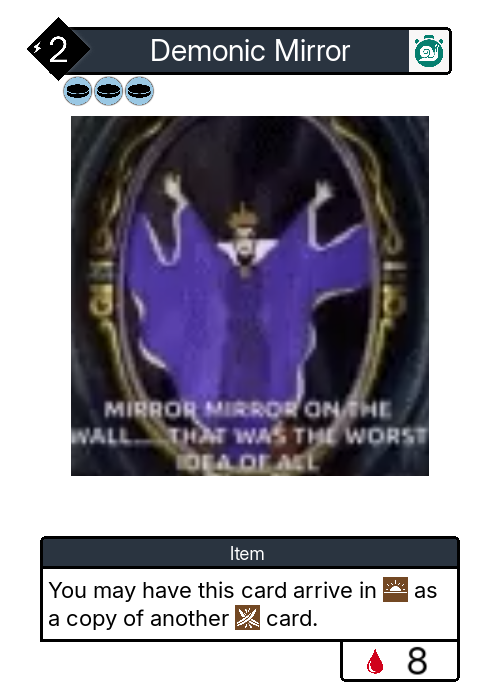 2
Demonic Mirror
MIRROR MIRROR ON THE
WALL.....THAT WAS THE WORST
IDEA OF ALL
Item
You may have this card arrive in as
a copy of another card.
8